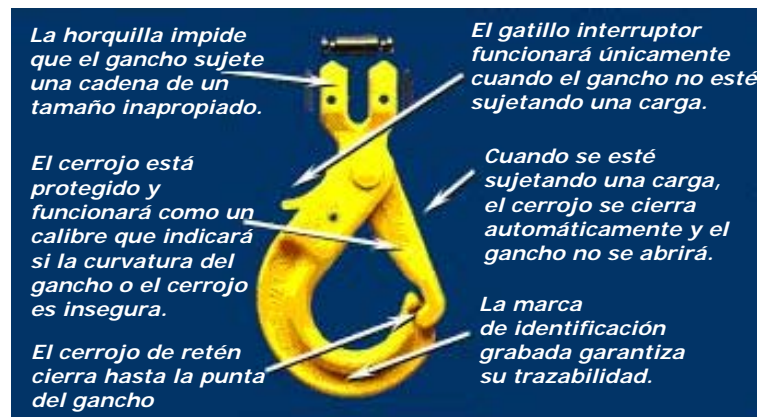 La horquilla impide
que el gancho sujete
una cadena de un
tamaño inapropiado.
El cerrojo está
protegido y
funcionará como un
calibre que indicará
si la curvatura del
gancho o el cerrojo
es insegura.
El cerrojo de retén
cierra hasta la punta
del gancho
El gatillo interruptor
funcionará únicamente
cuando el gancho no esté
sujetando una carga.
Cuando se esté
sujetando una carga,
el cerrojo se cierra
automáticamente y el
gancho no se abrirá.
La marca
de identificación
grabada garantiza
su trazabilidad.